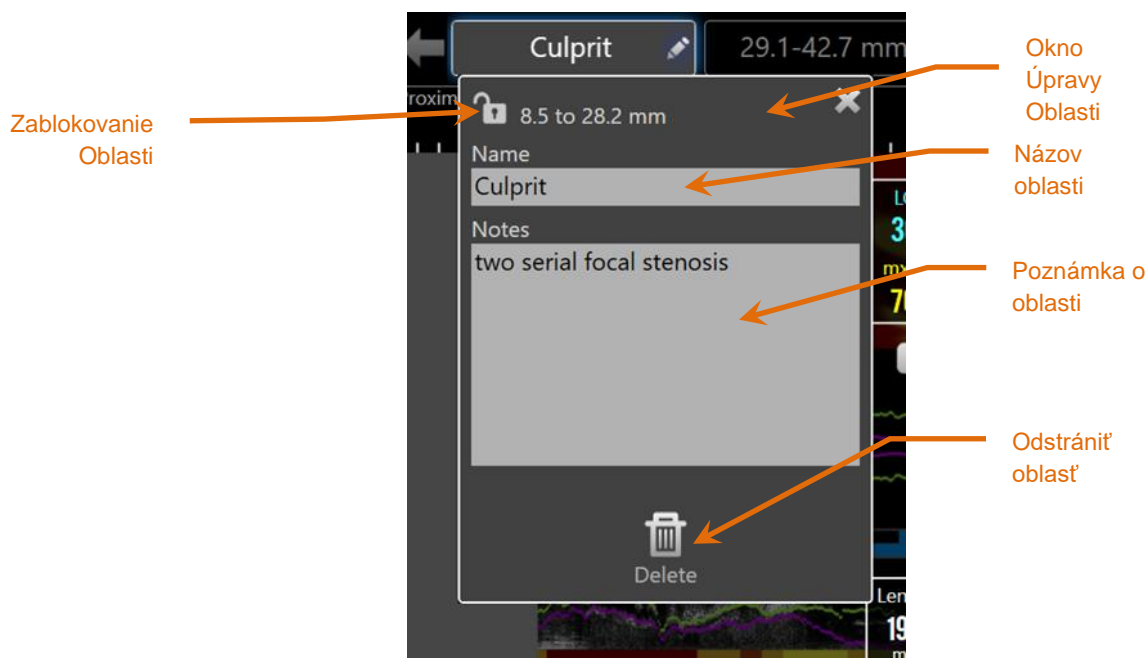 Culprit
29.1-42.7 mm
Okno
Úpravy
Oblasti
8.5 to 28.2 mm
Zablokovanie
Oblasti
Name
Culprit
Názov
oblasti
Notes
two serial focal stenosis
Poznámka o
oblasti
Odstrániť
oblasť
Delete
19